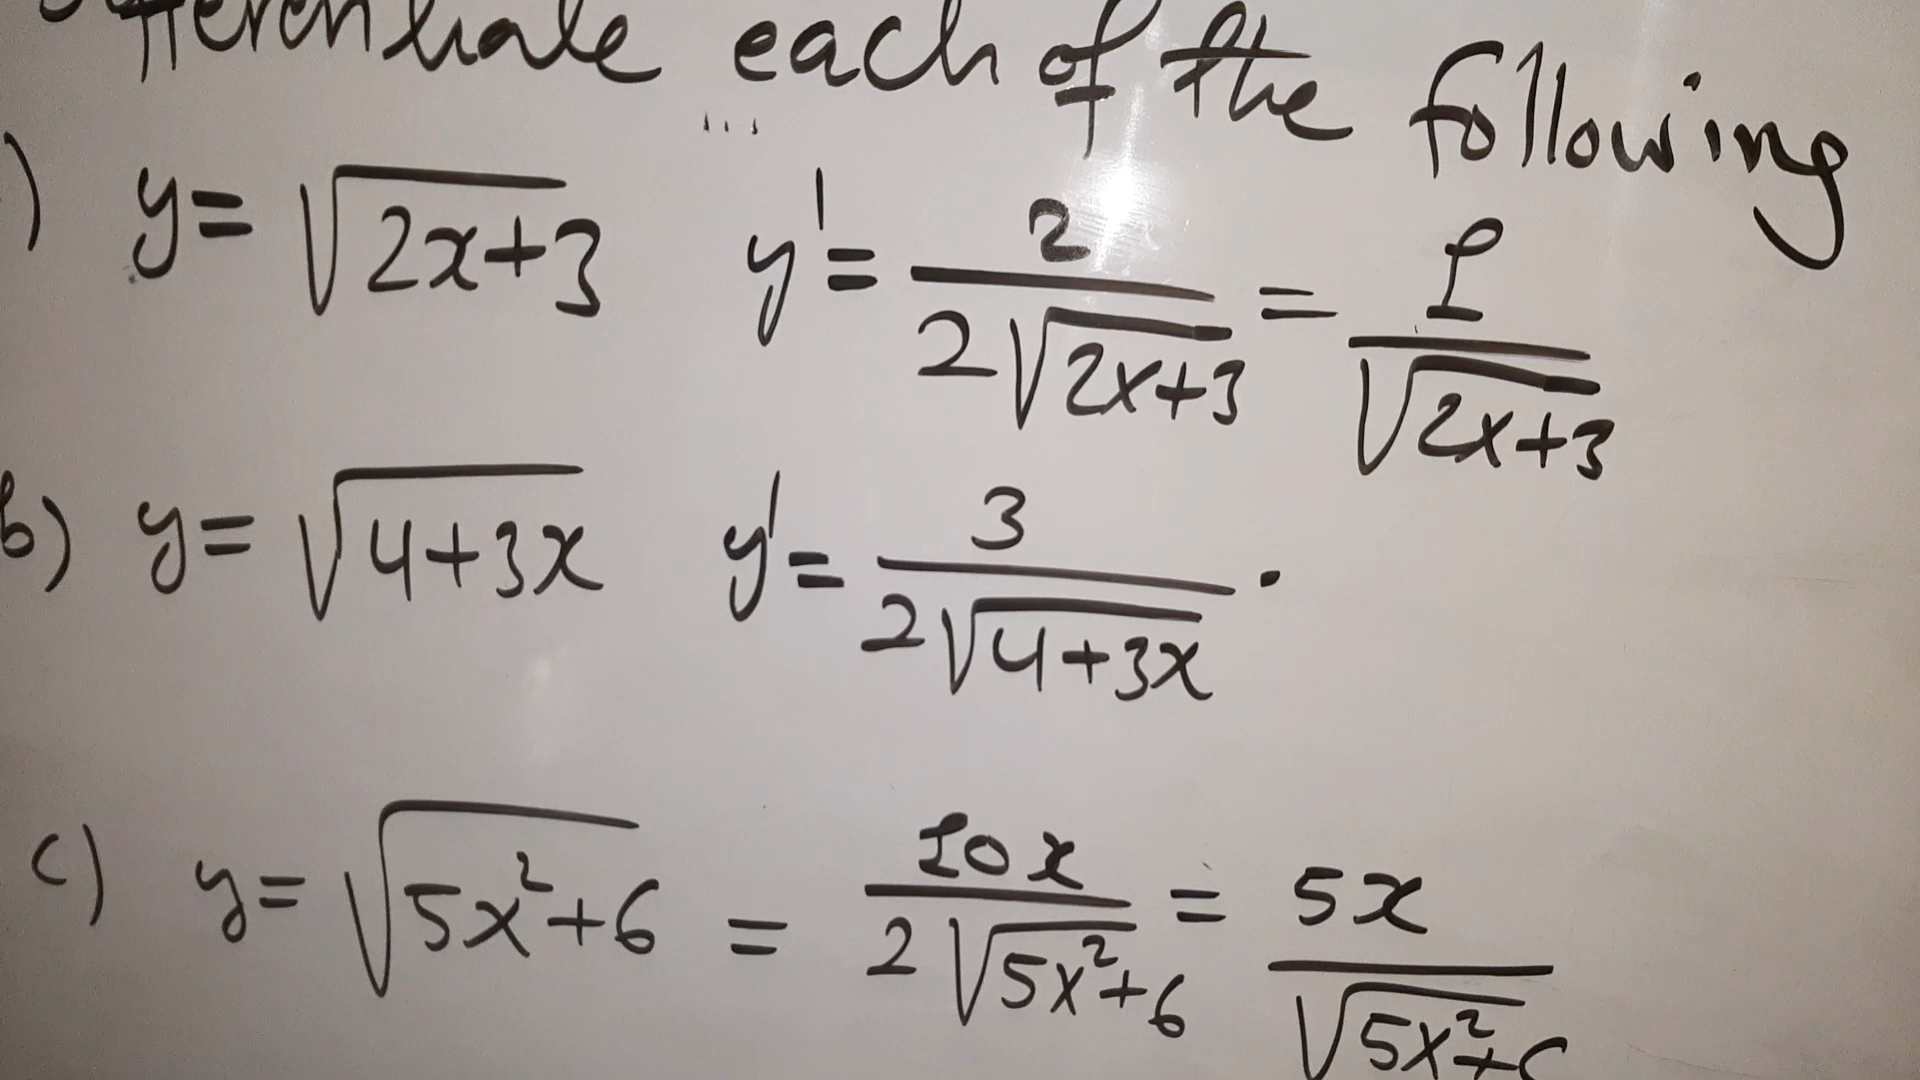 each of the following
) y = √(2x+3) y' = 2/(2√(2x+3)) = 1/√(2x+3)
b) y = √(4+3x) y' = 3/(2√(4+3x)) .
c) y = √(5x²+6) = 10x/(2√(5x²+6)) = 5x/√(5x²+